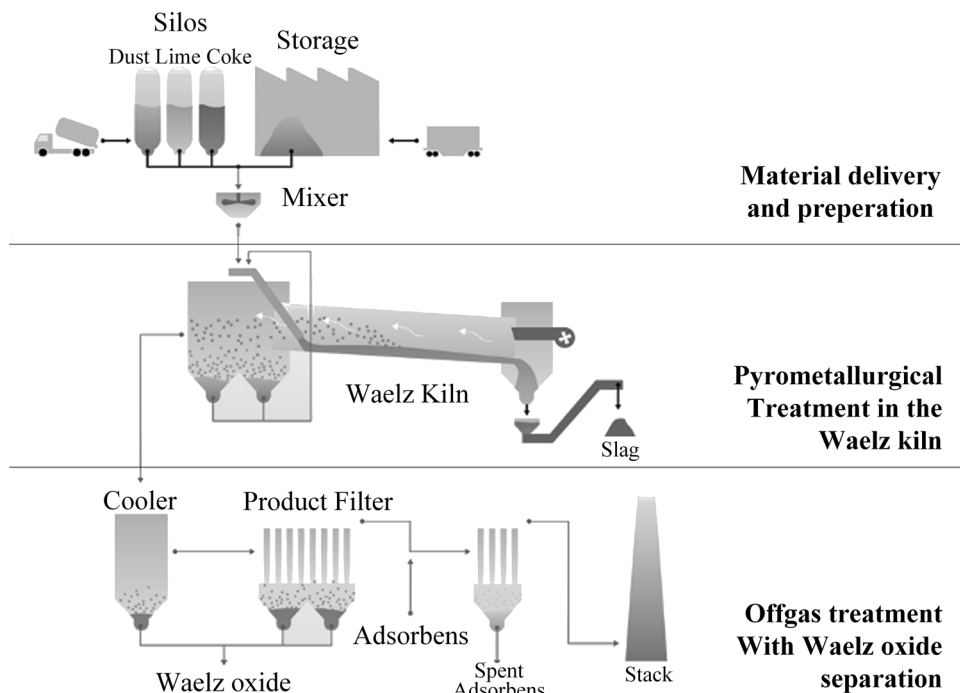 Silos
Dust Lime Coke
Storage
Mixer
Material delivery
and preperation
Waelz Kiln
Slag
Pyrometallurgical
Treatment in the
Waelz kiln
Cooler
Product Filter
Adsorbens
Waelz oxide
Spent
Adsorbens
Stack
Offgas treatment
With Waelz oxide
separation